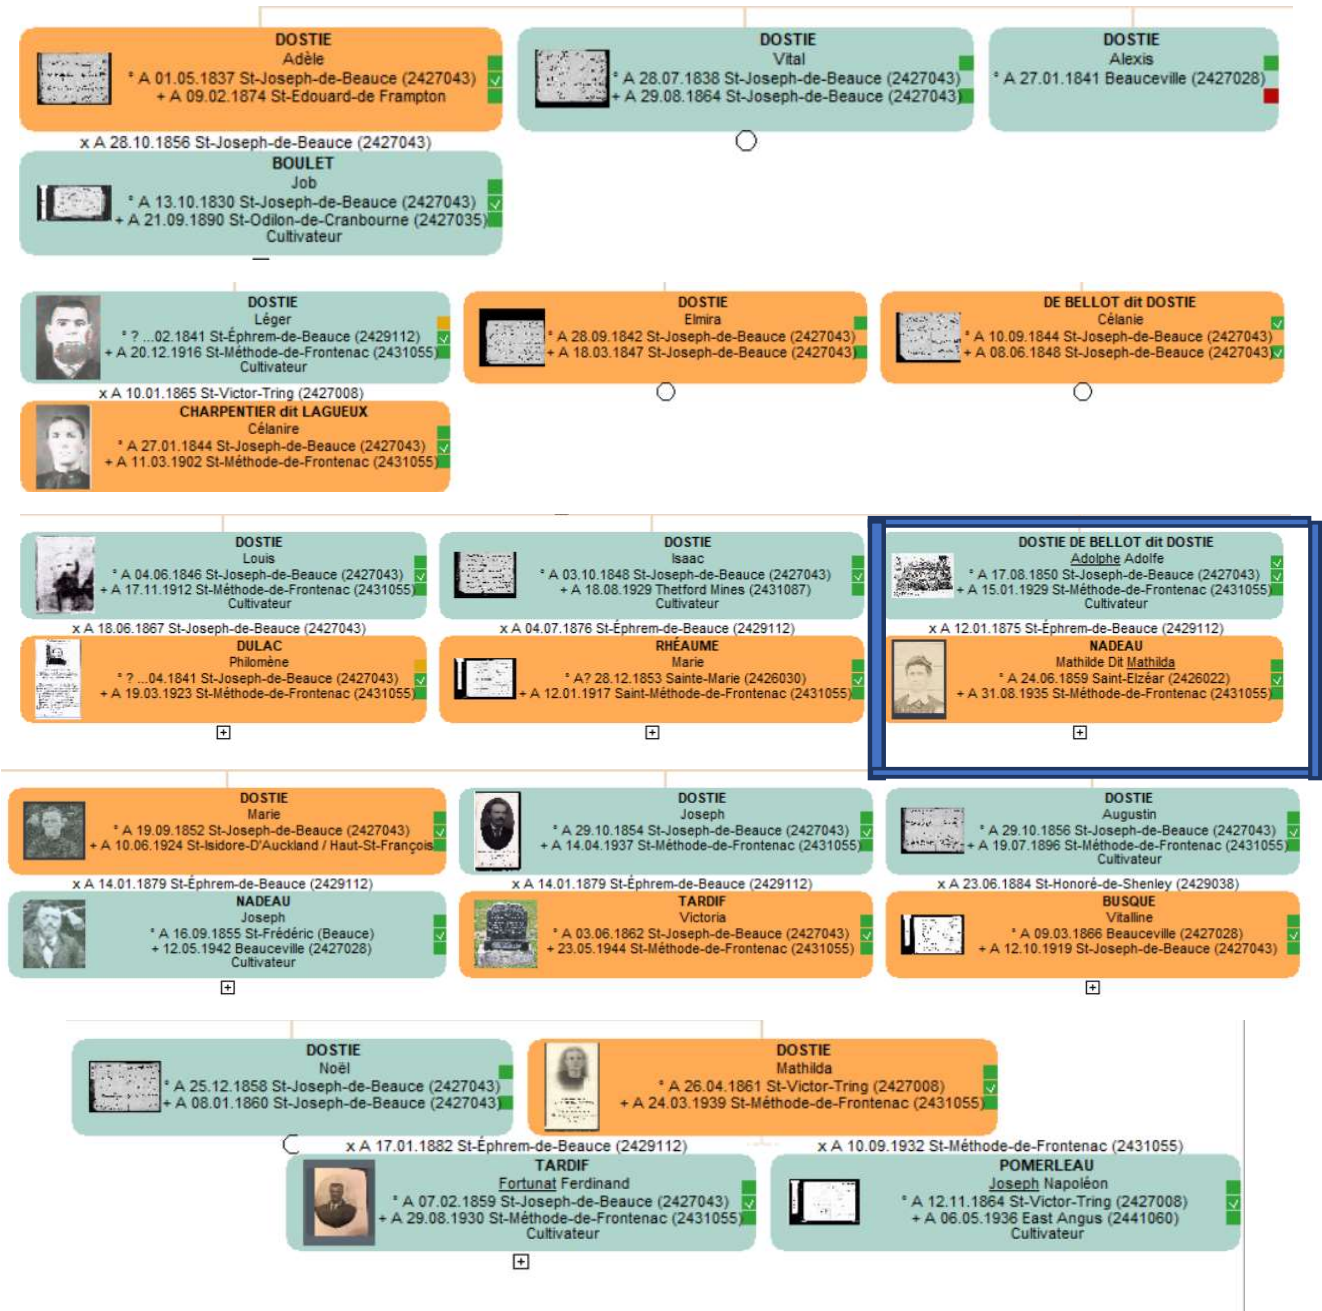 DOSTIE
Adèle
° A 01.05.1837 St-Joseph-de-Beauce (2427043)
+ A 09.02.1874 St-Edouard-de Frampton
x A 28.10.1856 St-Joseph-de-Beauce (2427043)
BOULET
Job
° A 13.10.1830 St-Joseph-de-Beauce (2427043)
+ A 21.09.1890 St-Odilon-de-Cranbourne (2427035)
Cultivateur
DOSTIE
Vital
° A 28.07.1838 St-Joseph-de-Beauce (2427043)
+ A 29.08.1864 St-Joseph-de-Beauce (2427043)
DOSTIE
Alexis
° A 27.01.1841 Beauceville (2427028)
DOSTIE
Léger
° ? ...02.1841 St-Éphrem-de-Beauce (2429112)
+ A 20.12.1916 St-Méthode-de-Frontenac (2431055)
Cultivateur
x A 10.01.1865 St-Victor-Tring (2427008)
CHARPENTIER dit LAGUEUX
Célanire
° A 27.01.1844 St-Joseph-de-Beauce (2427043)
+ A 11.03.1902 St-Méthode-de-Frontenac (2431055)
DOSTIE
Elmira
° A 28.09.1842 St-Joseph-de-Beauce (2427043)
+ A 18.03.1847 St-Joseph-de-Beauce (2427043)
DE BELLOT dit DOSTIE
Célanie
° A 10.09.1844 St-Joseph-de-Beauce (2427043)
+ A 08.06.1848 St-Joseph-de-Beauce (2427043)
DOSTIE
Louis
° A 04.06.1846 St-Joseph-de-Beauce (2427043)
+ A 17.11.1912 St-Méthode-de-Frontenac (2431055)
Cultivateur
x A 18.06.1867 St-Joseph-de-Beauce (2427043)
DULAC
Philomène
° ? ...04.1841 St-Joseph-de-Beauce (2427043)
+ A 19.03.1923 St-Méthode-de-Frontenac (2431055)
DOSTIE
Isaac
° A 03.10.1848 St-Joseph-de-Beauce (2427043)
+ A 18.08.1929 Thetford Mines (2431087)
Cultivateur
x A 04.07.1876 St-Éphrem-de-Beauce (2429112)
RHÉAUME
Marie
° A? 28.12.1853 Sainte-Marie (2426030)
+ A 12.01.1917 Saint-Méthode-de-Frontenac (2431055)
DOSTIE DE BELLOT dit DOSTIE
Adolphe Adolfe
° A 17.08.1850 St-Joseph-de-Beauce (2427043)
+ A 15.01.1929 St-Méthode-de-Frontenac (2431055)
Cultivateur
x A 12.01.1875 St-Éphrem-de-Beauce (2429112)
NADEAU
Mathilde Dit Mathilda
° A 24.06.1859 Saint-Elzéar (2426022)
+ A 31.08.1935 St-Méthode-de-Frontenac (2431055)
DOSTIE
Marie
° A 19.09.1852 St-Joseph-de-Beauce (2427043)
+ A 10.06.1924 St-Isidore-D'Auckland / Haut-St-François
x A 14.01.1879 St-Éphrem-de-Beauce (2429112)
NADEAU
Joseph
° A 16.09.1855 St-Frédéric (Beauce)
+ 12.05.1942 Beauceville (2427028)
Cultivateur
DOSTIE
Joseph
° A 29.10.1854 St-Joseph-de-Beauce (2427043)
+ A 14.04.1937 St-Méthode-de-Frontenac (2431055)
x A 14.01.1879 St-Éphrem-de-Beauce (2429112)
TARDIF
Victoria
° A 03.06.1862 St-Joseph-de-Beauce (2427043)
+ 23.05.1944 St-Méthode-de-Frontenac (2431055)
DOSTIE
Augustin
° A 29.10.1856 St-Joseph-de-Beauce (2427043)
+ A 19.07.1896 St-Méthode-de-Frontenac (2431055)
Cultivateur
x A 23.06.1884 St-Honoré-de-Shenley (2429038)
BUSQUE
Vitalline
° A 09.03.1866 Beauceville (2427028)
+ A 12.10.1919 St-Joseph-de-Beauce (2427043)
DOSTIE
Noël
° A 25.12.1858 St-Joseph-de-Beauce (2427043)
+ A 08.01.1860 St-Joseph-de-Beauce (2427043)
DOSTIE
Mathilda
° A 26.04.1861 St-Victor-Tring (2427008)
+ A 24.03.1939 St-Méthode-de-Frontenac (2431055)
x A 17.01.1882 St-Éphrem-de-Beauce (2429112)
TARDIF
Fortunat Ferdinand
° A 07.02.1859 St-Joseph-de-Beauce (2427043)
+ A 29.08.1930 St-Méthode-de-Frontenac (2431055)
Cultivateur
x A 10.09.1932 St-Méthode-de-Frontenac (2431055)
POMERLEAU
Joseph Napoléon
° A 12.11.1864 St-Victor-Tring (2427008)
+ A 06.05.1936 East Angus (2441060)
Cultivateur